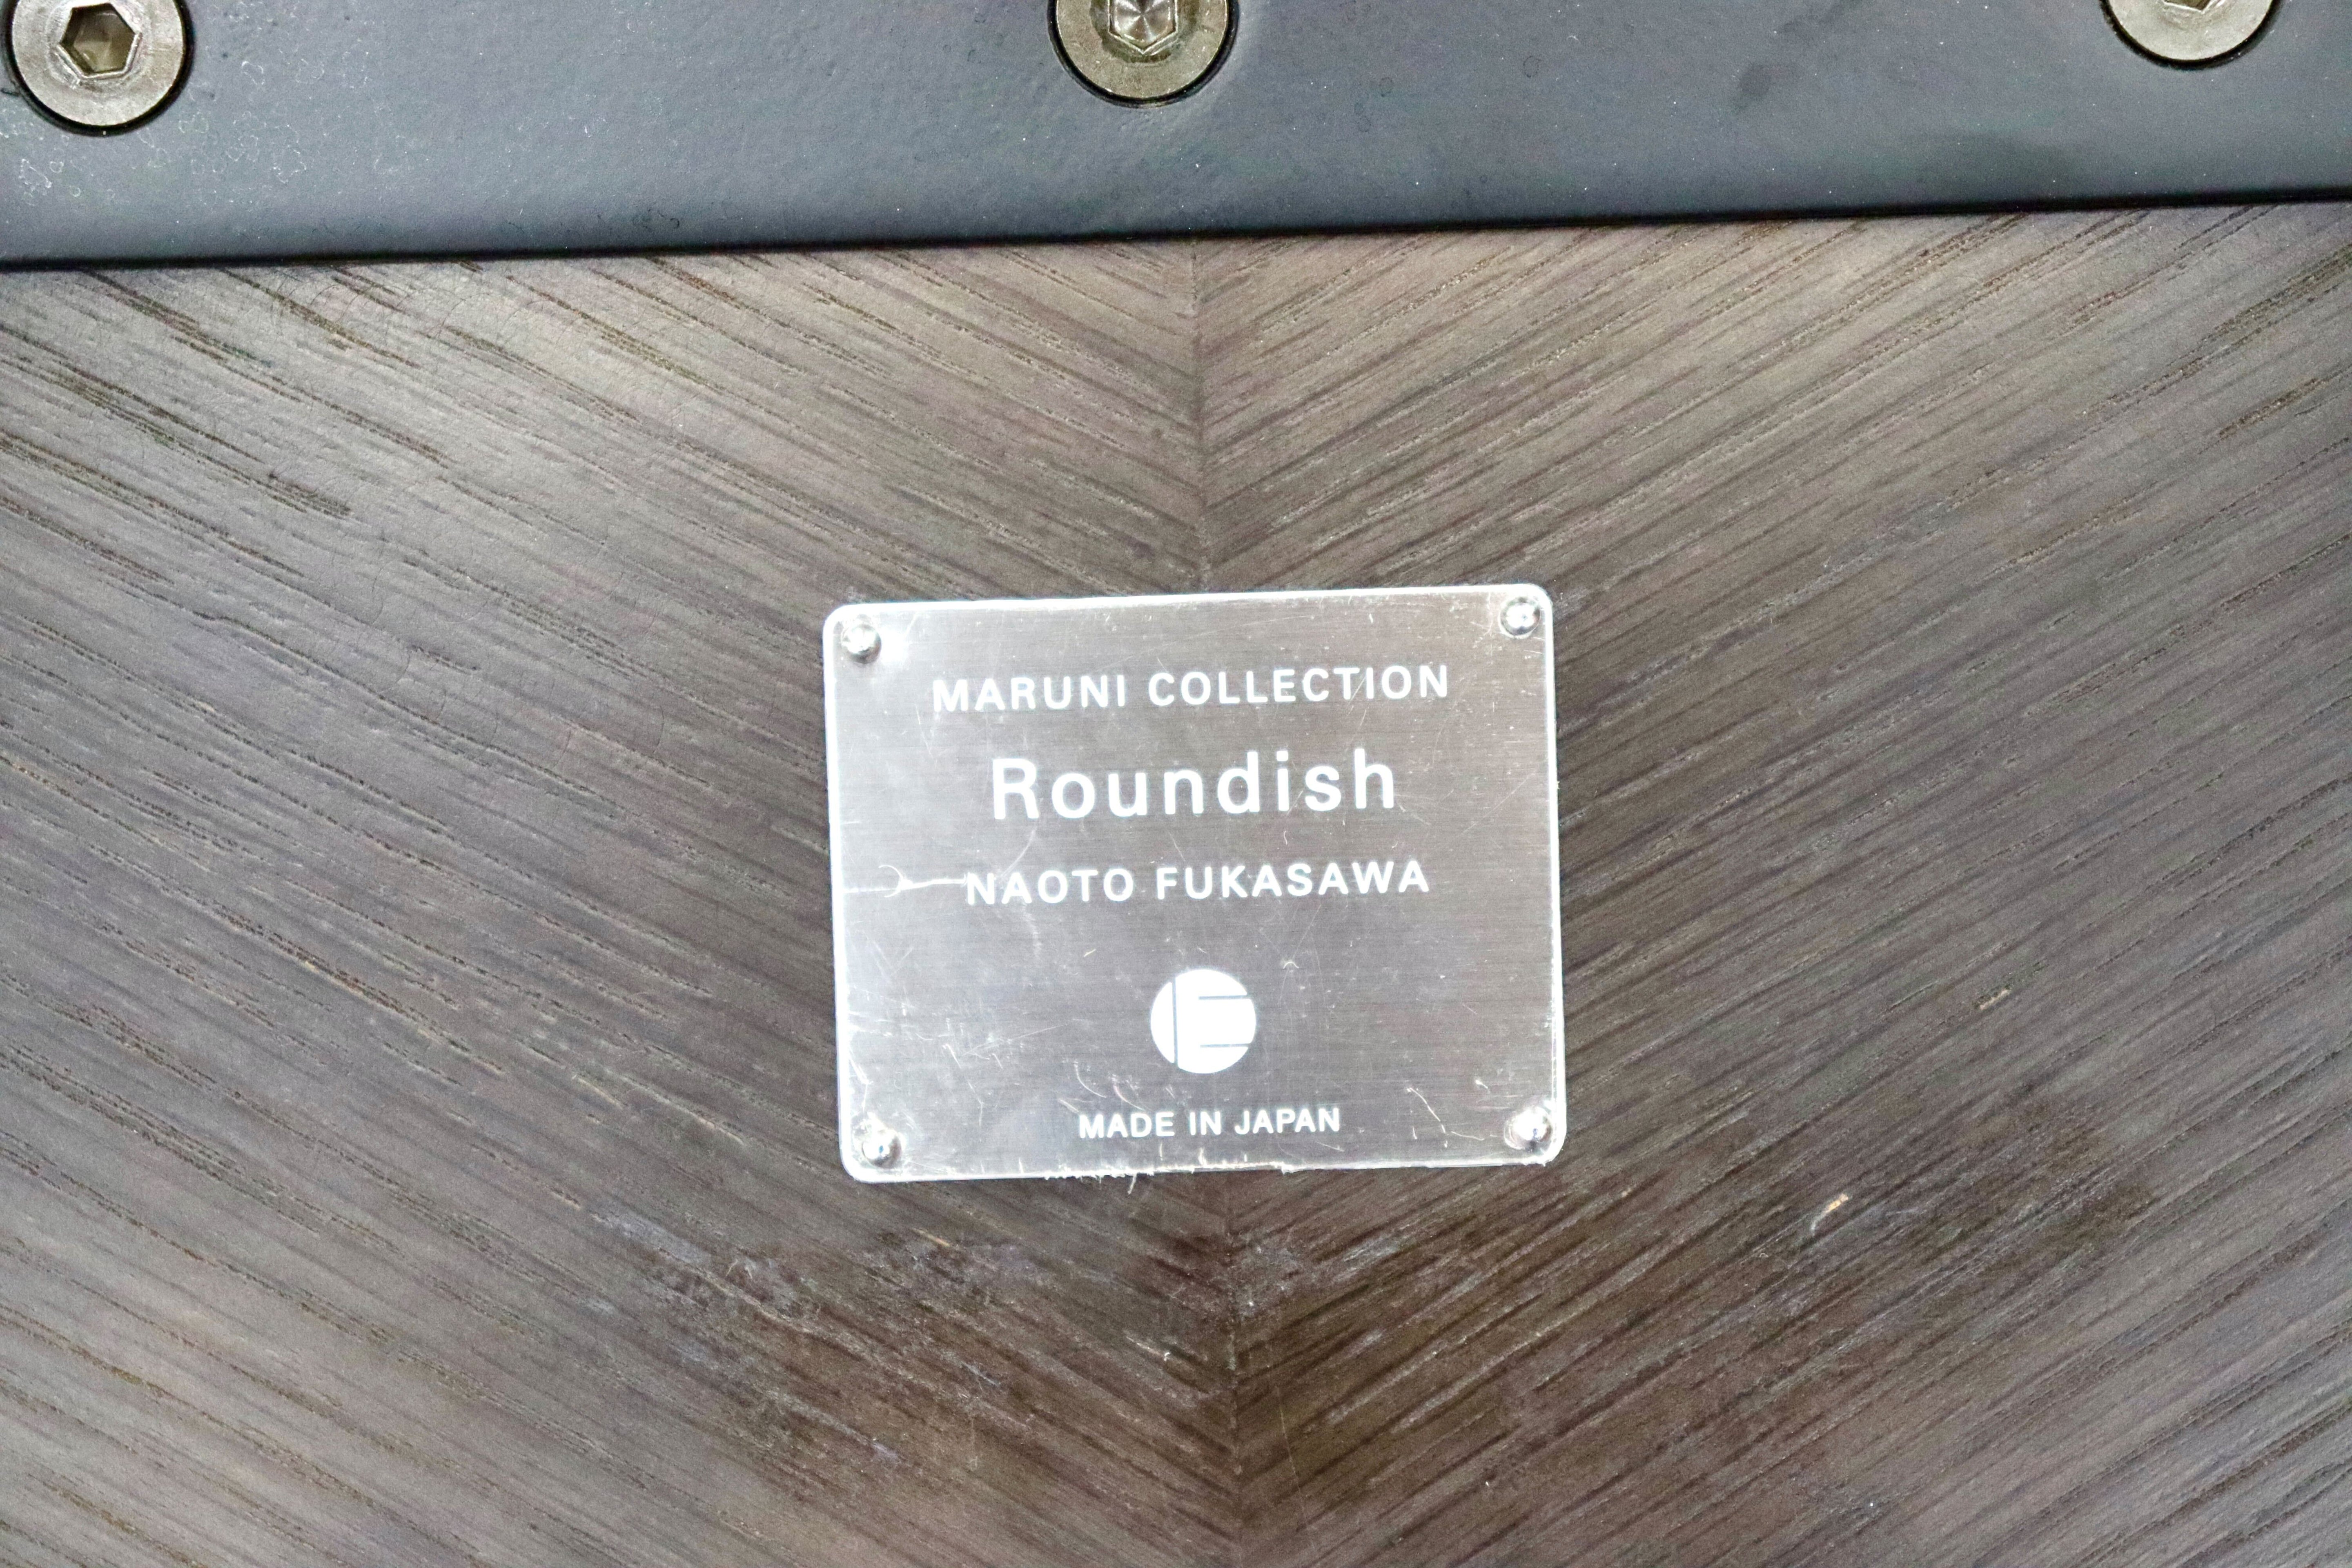 MARUNI COLLECTION
Roundish
NAOTO FUKASAWA
MADE IN JAPAN